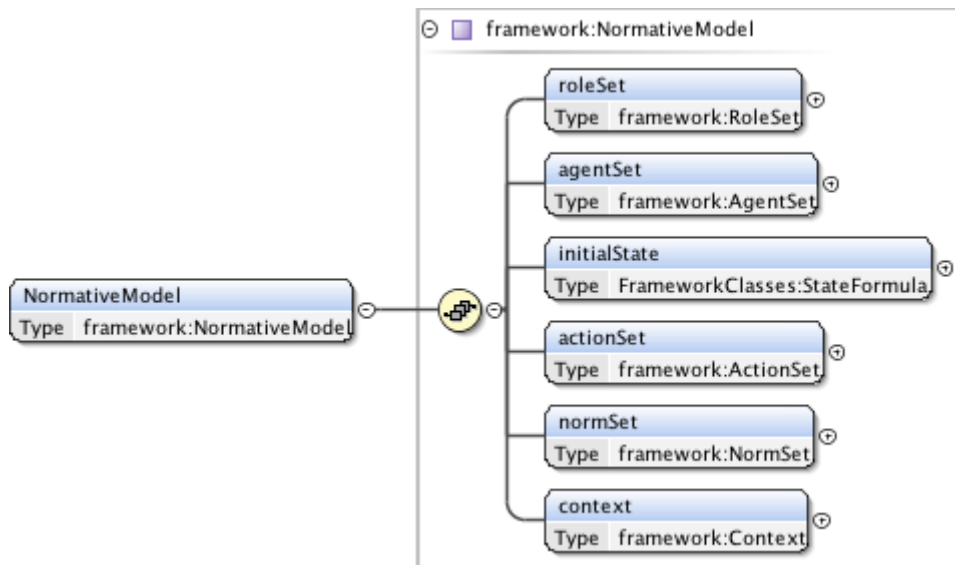 framework:NormativeModel
roleSet
Type framework:RoleSet
agentSet
Type framework:AgentSet
initialState
Type FrameworkClasses:StateFormula
NormativeModel
Type framework:NormativeModel
actionSet
Type framework:ActionSet
normSet
Type framework:NormSet
context
Type framework:Context